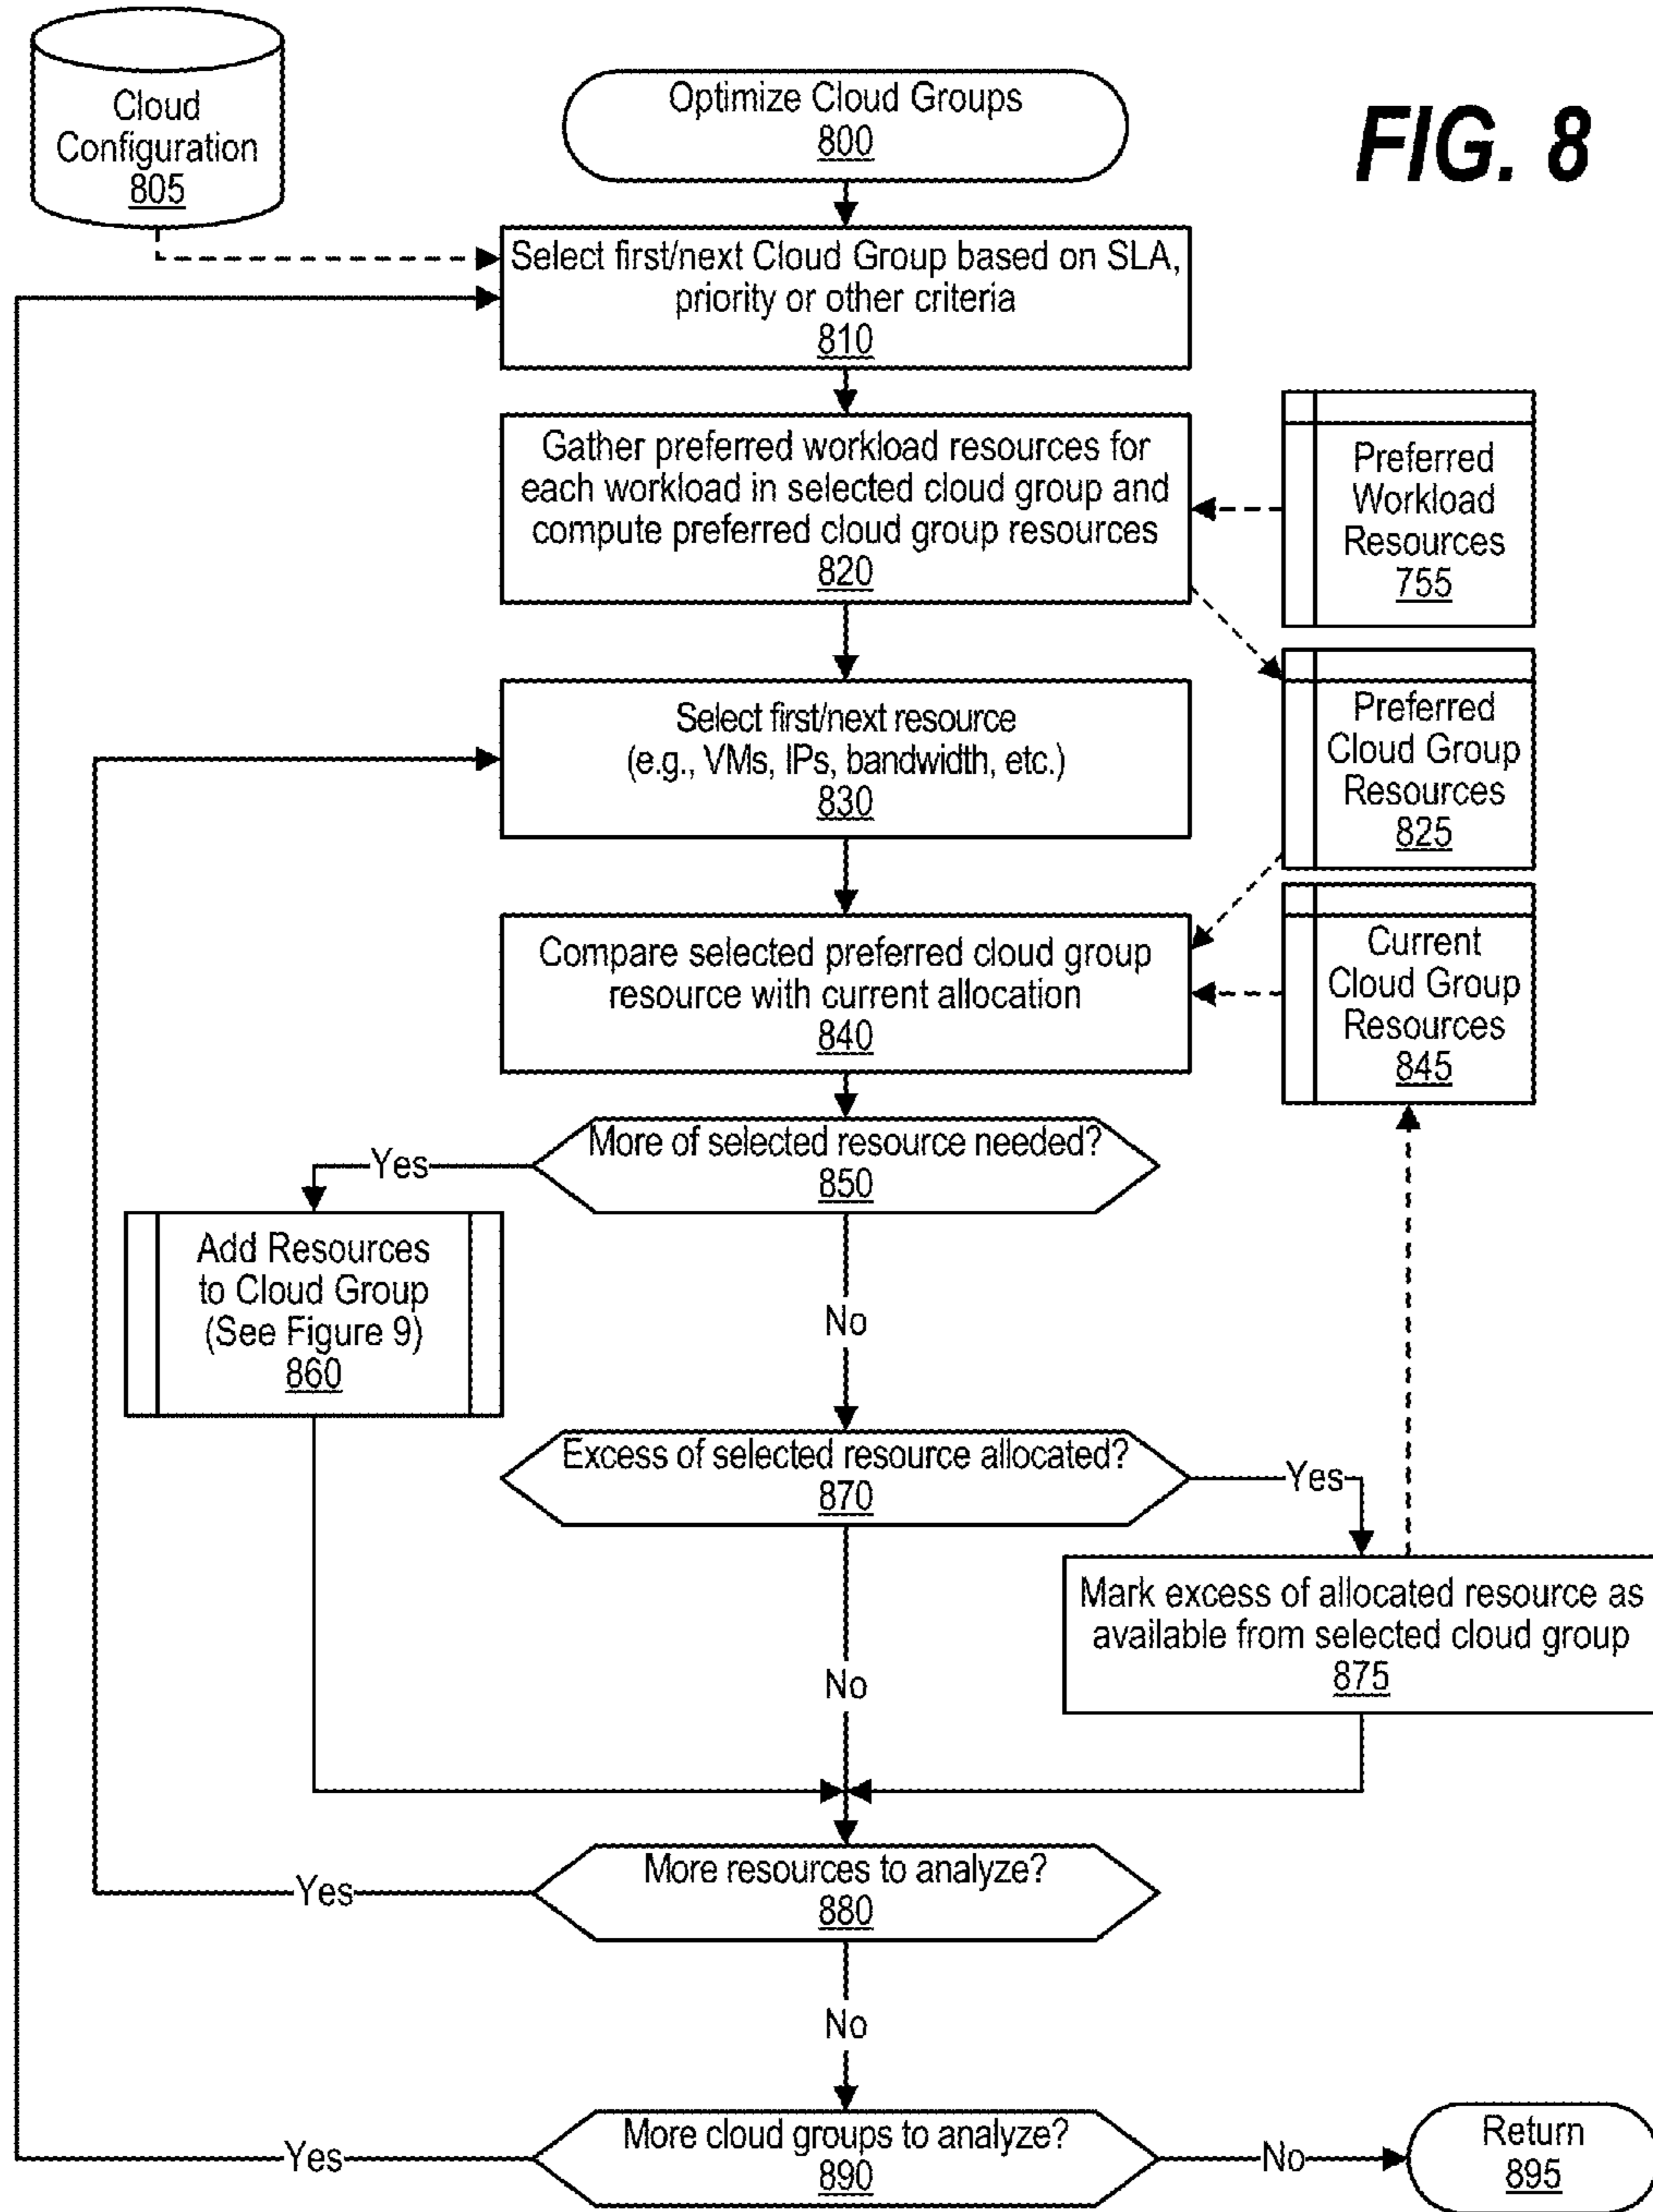 Cloud
Configuration
805
Optimize Cloud Groups
800
FIG. 8
Select first/next Cloud Group based on SLA,
priority or other criteria
810
Gather preferred workload resources for
each workload in selected cloud group and
compute preferred cloud group resources
820
Preferred
Workload
Resources
755
Select first/next resource
(e.g., VMs, IPs, bandwidth, etc.)
830
Preferred
Cloud Group
Resources
825
Compare selected preferred cloud group
resource with current allocation
840
Current
Cloud Group
Resources
845
More of selected resource needed?
850
Yes
Add Resources
to Cloud Group
(See Figure 9)
860
No
Excess of selected resource allocated?
870
Yes
Mark excess of allocated resource as
available from selected cloud group
875
No
More resources to analyze?
880
Yes
No
More cloud groups to analyze?
890
Yes
No
Return
895